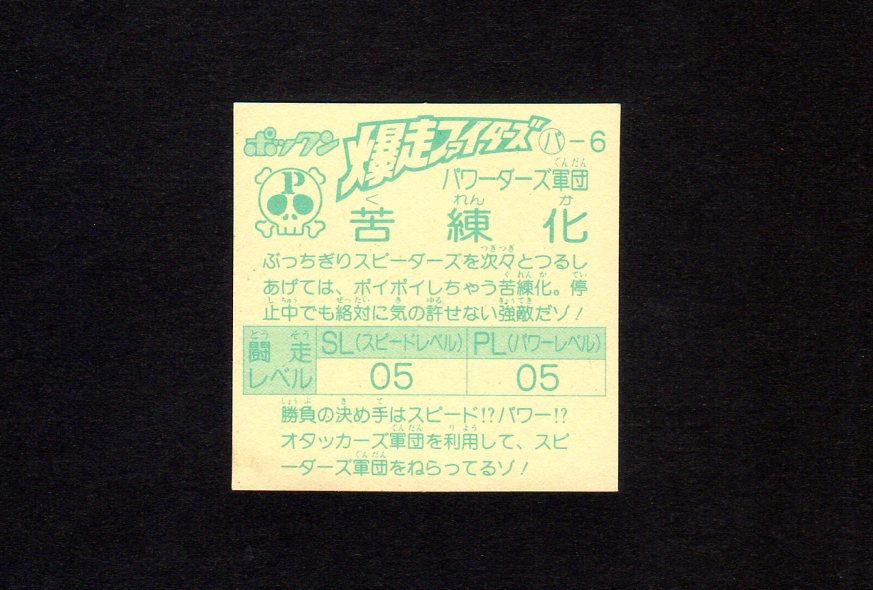 ポックン 爆走ファイターズ パ-6
P
パワーダーズ軍団
苦練化
ぶっちぎりスピーダーズを次々とつるし
あげては、ポイポイしちゃう苦練化。停
止中でも絶対に気の許せない強敵だゾ!
闘走レベル SL(スピードレベル) PL(パワーレベル)
05 05
勝負の決め手はスピード!?パワー!?
オタッカーズ軍団を利用して、スピ
ーダーズ軍団をねらってるゾ!